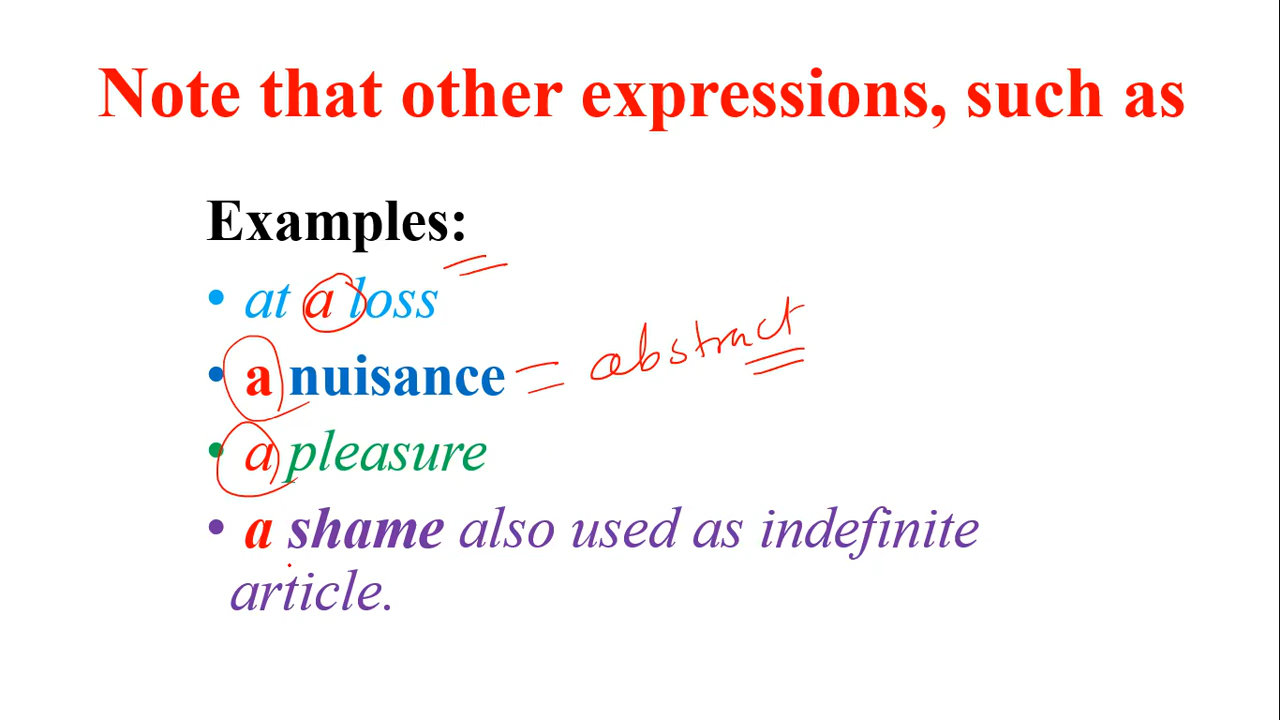 Note that other expressions, such as
Examples:
• at a loss
• a nuisance = abstract
• a pleasure
• a shame also used as indefinite
article.